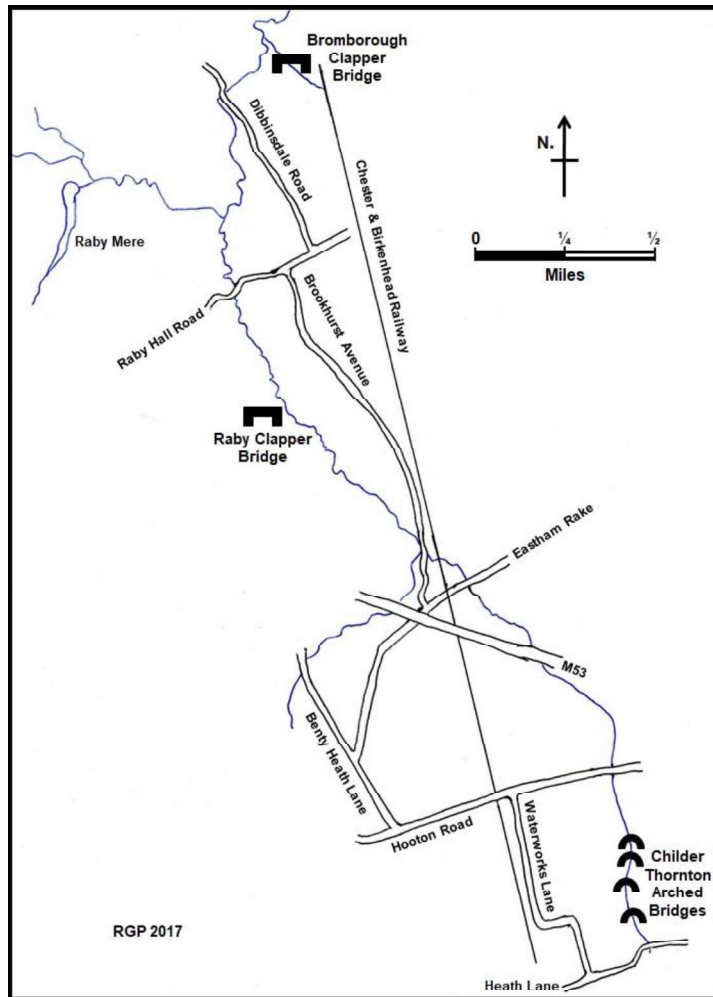 Bromborough
Clapper
Bridge
Dibbinsdale Road
N.
Chester & Birkenhead Railway
Raby Mere
0 ¼ ½
Miles
Brookhurst Avenue
Raby Hall Road
Raby Clapper
Bridge
Eastham Rake
M53
Benty Heath Lane
Hooton Road
Waterworks Lane
Childer
Thornton
Arched
Bridges
RGP 2017
Heath Lane